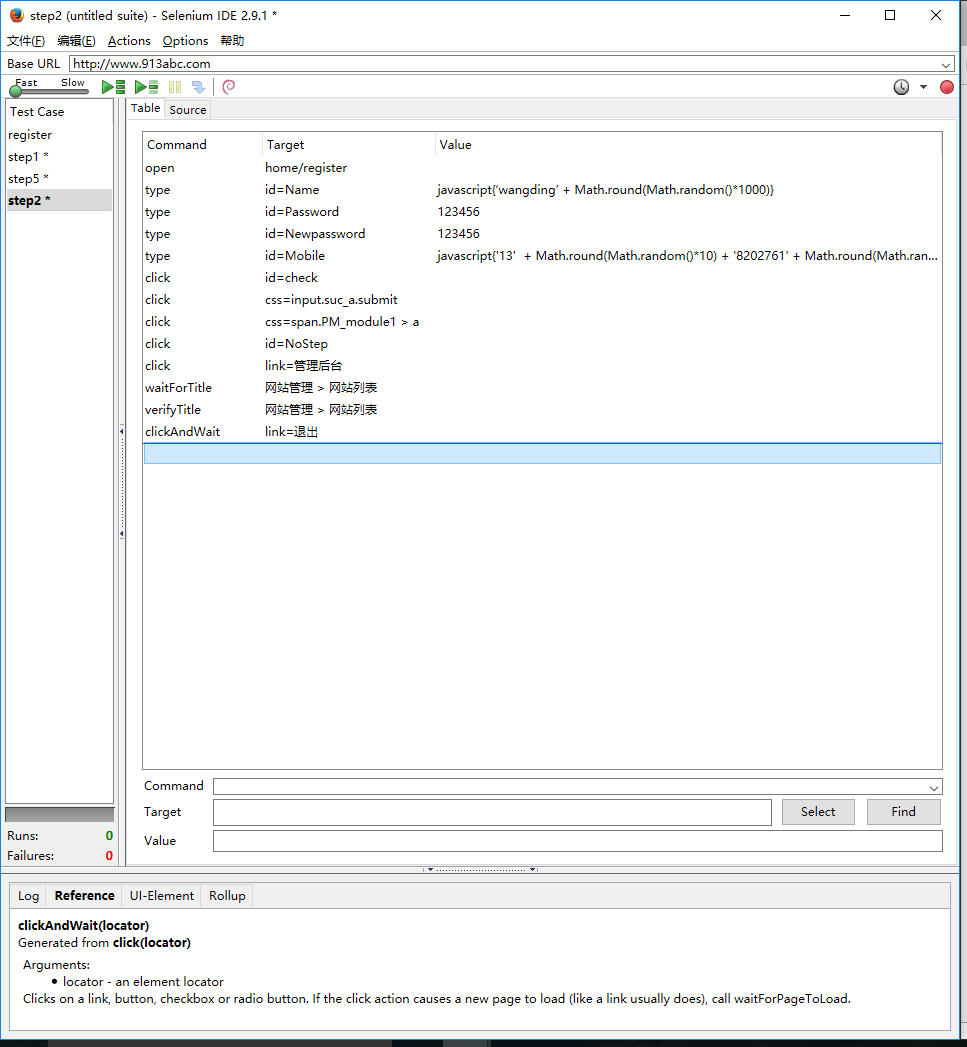 step2 (untitled suite) - Selenium IDE 2.9.1 *
文件(F) 编辑(E) Actions Options 帮助
Base URL http://www.913abc.com
Fast Slow
Test Case
register
step1 *
step5 *
step2 *
Runs: 0
Failures: 0
Table Source
Command Target Value
open home/register
type id=Name javascript{‘wangding’ + Math.round(Math.random()*1000)}
type id=Password 123456
type id=Newpassword 123456
type id=Mobile javascript{'13' + Math.round(Math.random()*10) + '8202761' + Math.round(Math.ran...
click id=check
click css=input.suc_a.submit
click css=span.PM_module1 > a
click id=NoStep
click link=管理后台
waitForTitle 网站管理 > 网站列表
verifyTitle 网站管理 > 网站列表
clickAndWait link=退出
Command
Target Select Find
Value
Log Reference UI-Element Rollup
clickAndWait(locator)
Generated from click(locator)
Arguments:
• locator - an element locator
Clicks on a link, button, checkbox or radio button. If the click action causes a new page to load (like a link usually does), call waitForPageToLoad.